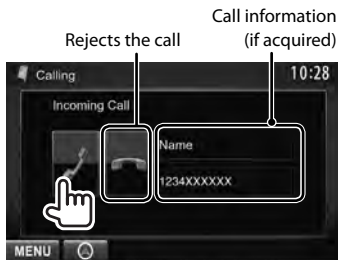 Call information
Rejects the call
(if acquired)
Calling
10:28
Incoming Call
Name
1234XXXXXX
MENU